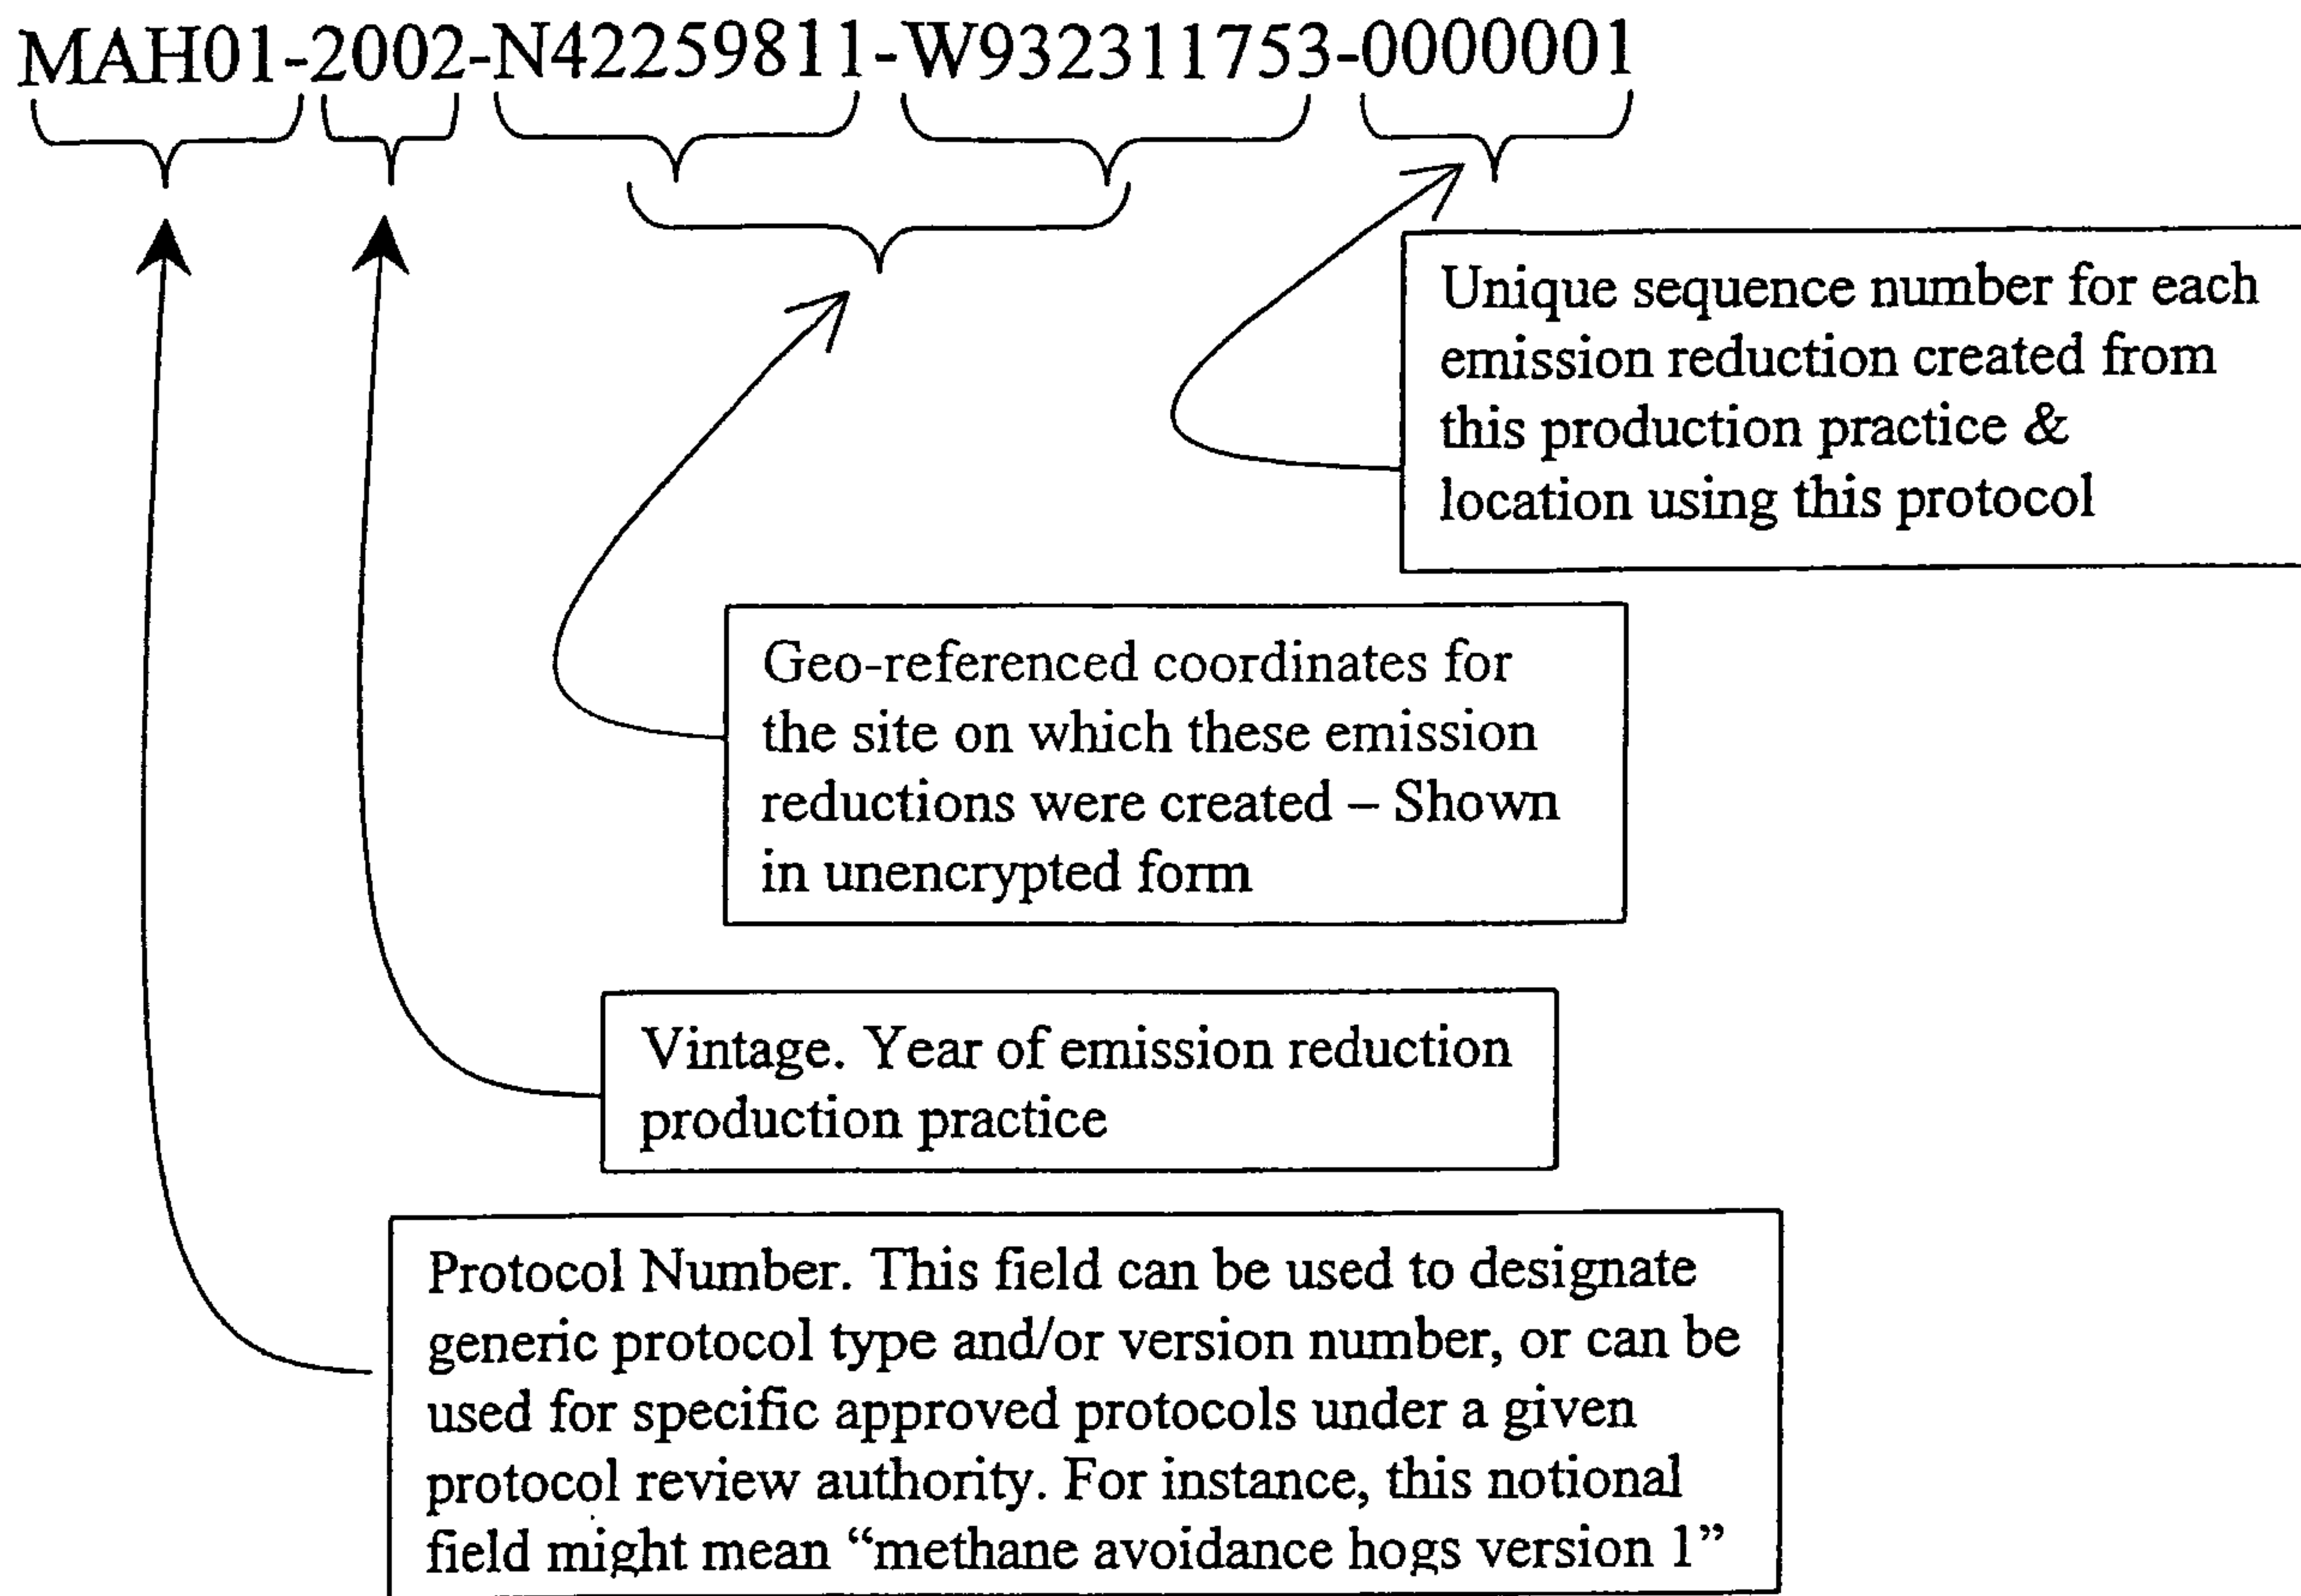 MAH01-2002-N42259811-W932311753-0000001
Unique sequence number for each
emission reduction created from
this production practice &
location using this protocol
Geo-referenced coordinates for
the site on which these emission
reductions were created – Shown
in unencrypted form
Vintage. Year of emission reduction
production practice
Protocol Number. This field can be used to designate
generic protocol type and/or version number, or can be
used for specific approved protocols under a given
protocol review authority. For instance, this notional
field might mean “methane avoidance hogs version 1”